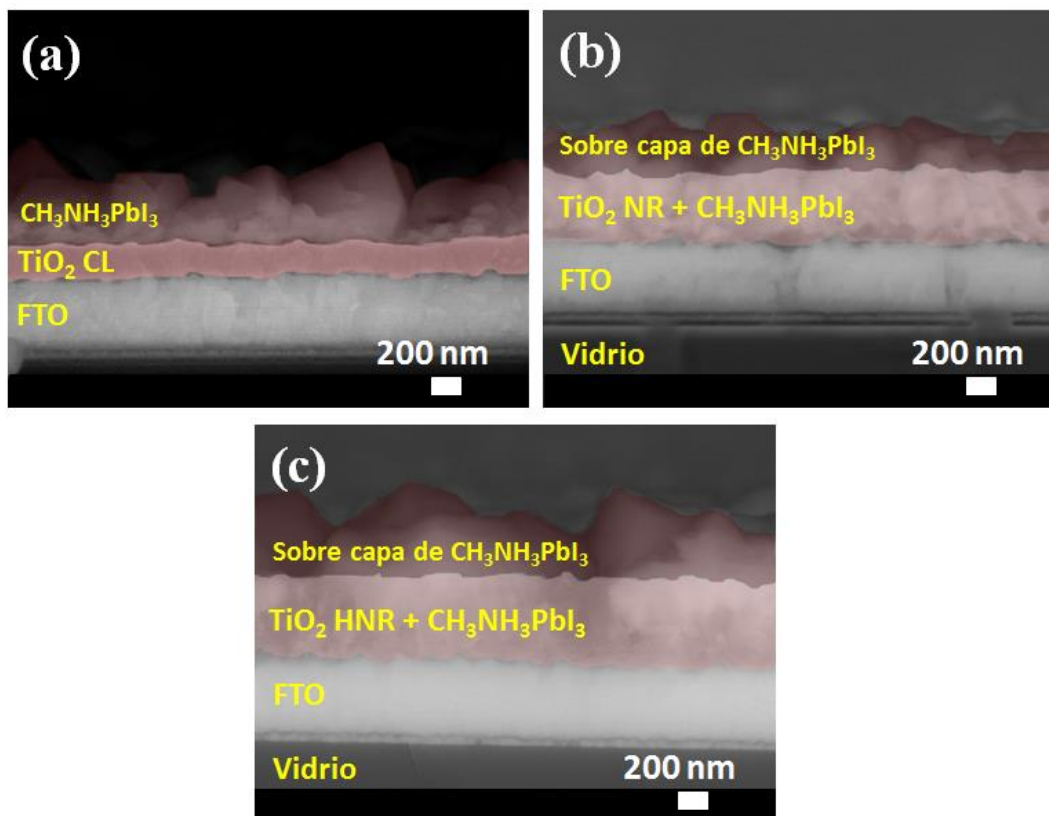 (a)
CH₃NH₃PbI₃
TiO₂ CL
FTO
200 nm
(b)
Sobre capa de CH₃NH₃PbI₃
TiO₂ NR + CH₃NH₃PbI₃
FTO
Vidrio
200 nm
(c)
Sobre capa de CH₃NH₃PbI₃
TiO₂ HNR + CH₃NH₃PbI₃
FTO
Vidrio
200 nm